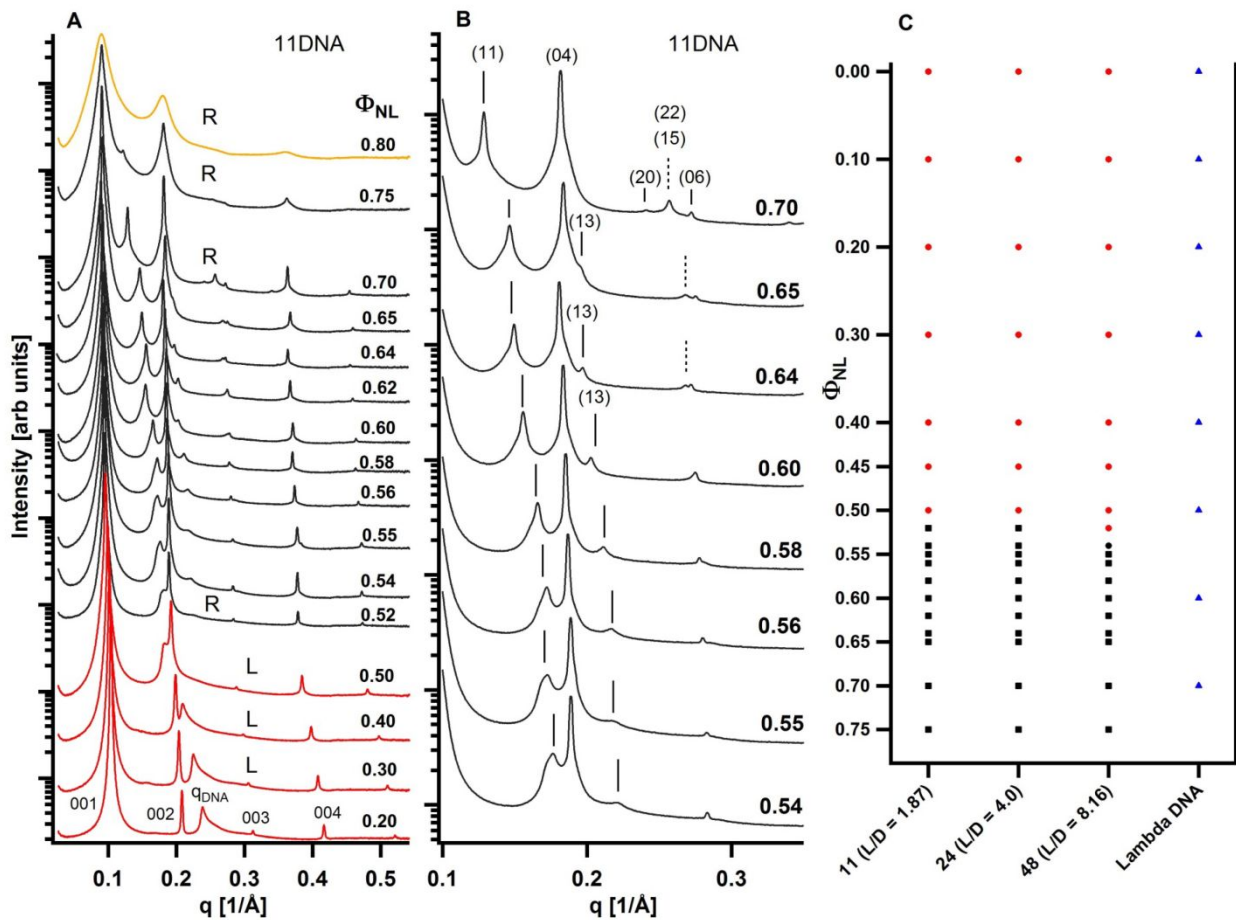 A
11DNA
Φ_NL
R
0.80
R
0.75
R
0.70
0.65
0.64
0.62
0.60
0.58
0.56
0.55
0.54
R
0.52
L
0.50
L
0.40
L
0.30
001
002
q_DNA
003
004
0.20
Intensity [arb units]
0.1
0.2
0.3
0.4
0.5
q [1/Å]
B
11DNA
(11)
(04)
(22)
(15)
(20)
(06)
0.70
(13)
0.65
(13)
0.64
(13)
0.60
0.58
0.56
0.55
0.54
0.1
0.2
0.3
q [1/Å]
C
0.00
0.10
0.20
0.30
0.40
0.45
0.50
0.55
0.60
0.65
0.70
0.75
Φ_NL
11 (L/D = 1.87)
24 (L/D = 4.0)
48 (L/D = 8.16)
Lambda DNA